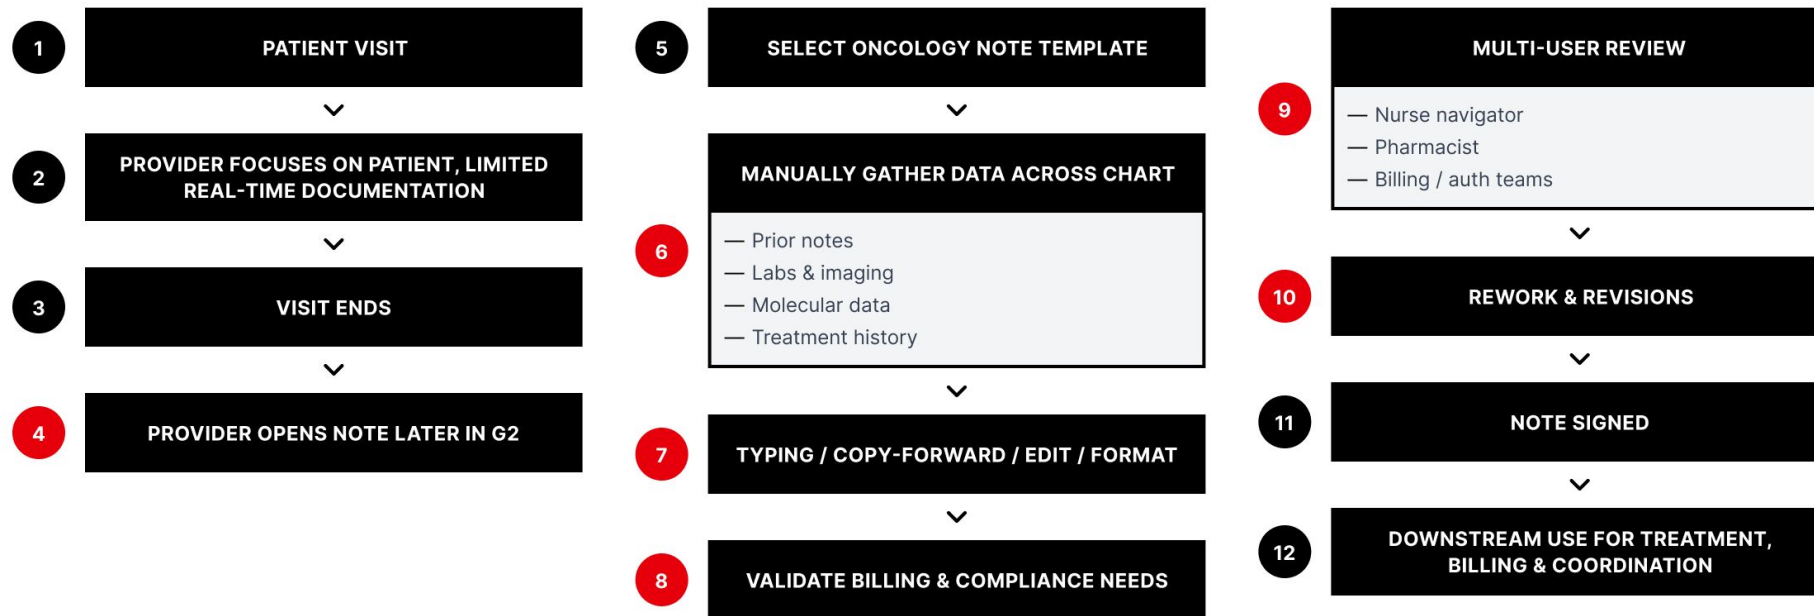 1
PATIENT VISIT
2
PROVIDER FOCUSES ON PATIENT, LIMITED
REAL-TIME DOCUMENTATION
3
VISIT ENDS
4
PROVIDER OPENS NOTE LATER IN G2
5
SELECT ONCOLOGY NOTE TEMPLATE
6
MANUALLY GATHER DATA ACROSS CHART
— Prior notes
— Labs & imaging
— Molecular data
— Treatment history
7
TYPING / COPY-FORWARD / EDIT / FORMAT
8
VALIDATE BILLING & COMPLIANCE NEEDS
9
MULTI-USER REVIEW
— Nurse navigator
— Pharmacist
— Billing / auth teams
10
REWORK & REVISIONS
11
NOTE SIGNED
12
DOWNSTREAM USE FOR TREATMENT,
BILLING & COORDINATION